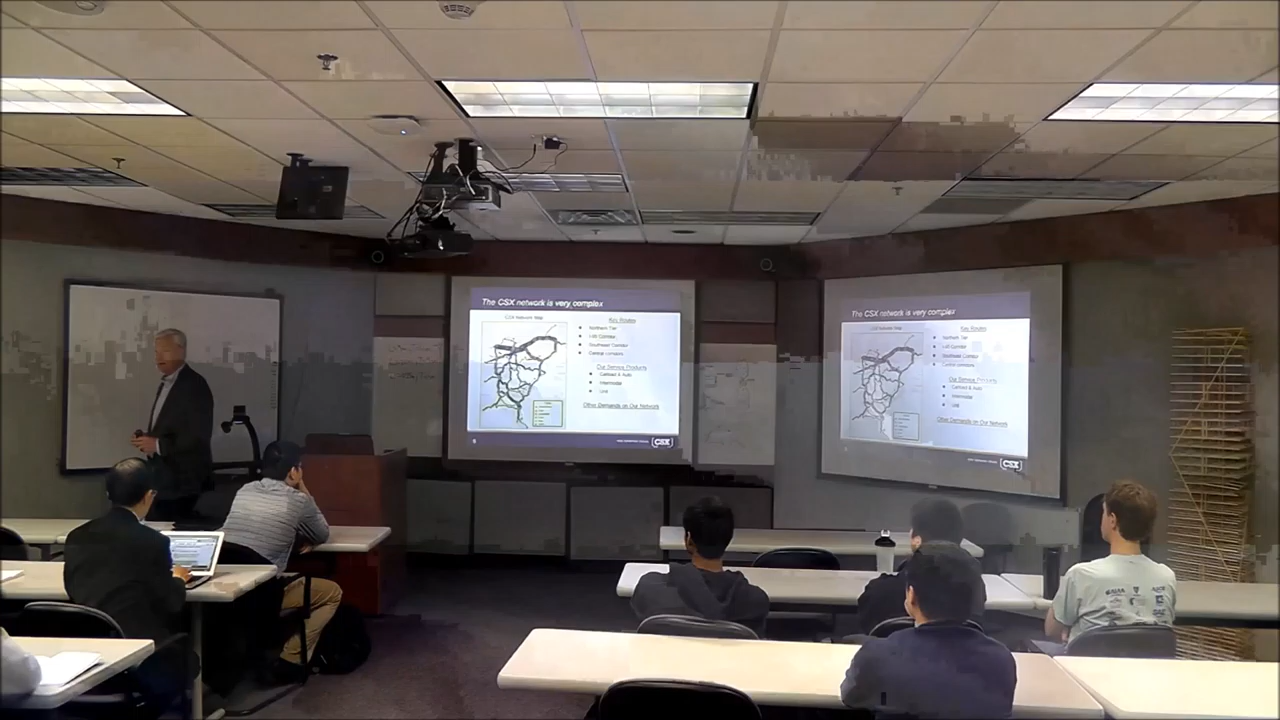 The CSX network is very complex
CSX Network Map
Key Routes
Northern Tier
I-95 Corridor
Southeast Corridor
Central corridors
Our Service Products
Carload & Auto
Intermodal
Unit
Other Demands on Our Network
CSX
The CSX network is very complex
CSX Network Map
Key Routes
Northern Tier
I-95 Corridor
Southeast Corridor
Central corridors
Our Service Products
Carload & Auto
Intermodal
Unit
Other Demands on Our Network
CSX